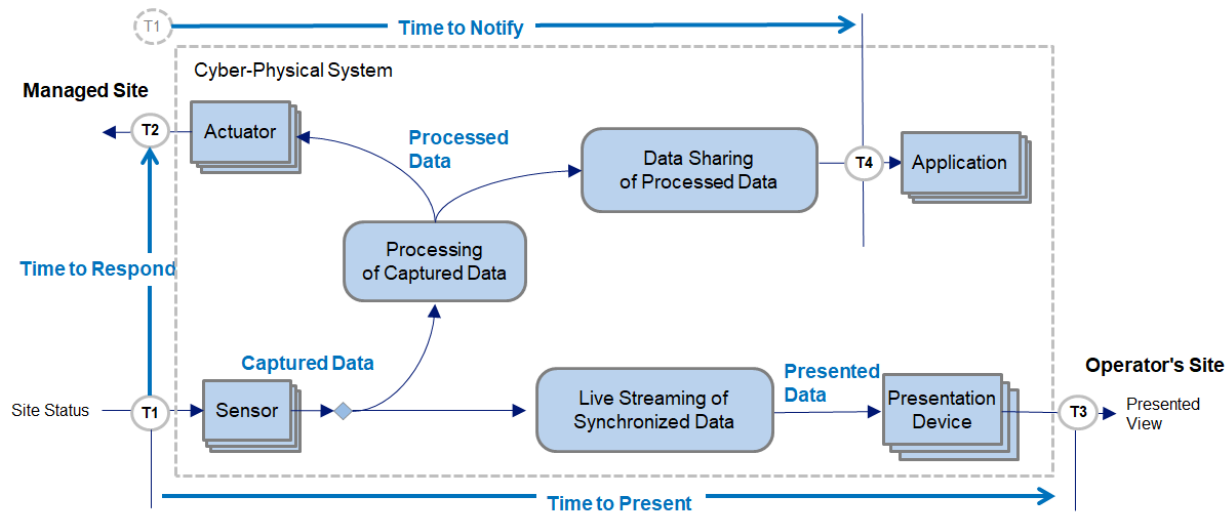 T1
Time to Notify
Cyber-Physical System
Managed Site
T2
Actuator
Processed
Data
Data Sharing
of Processed Data
T4
Application
Processing
of Captured Data
Time to Respond
Captured Data
Site Status
T1
Sensor
Live Streaming of
Synchronized Data
Presented
Data
Presentation
Device
Operator's Site
T3
Presented
View
Time to Present